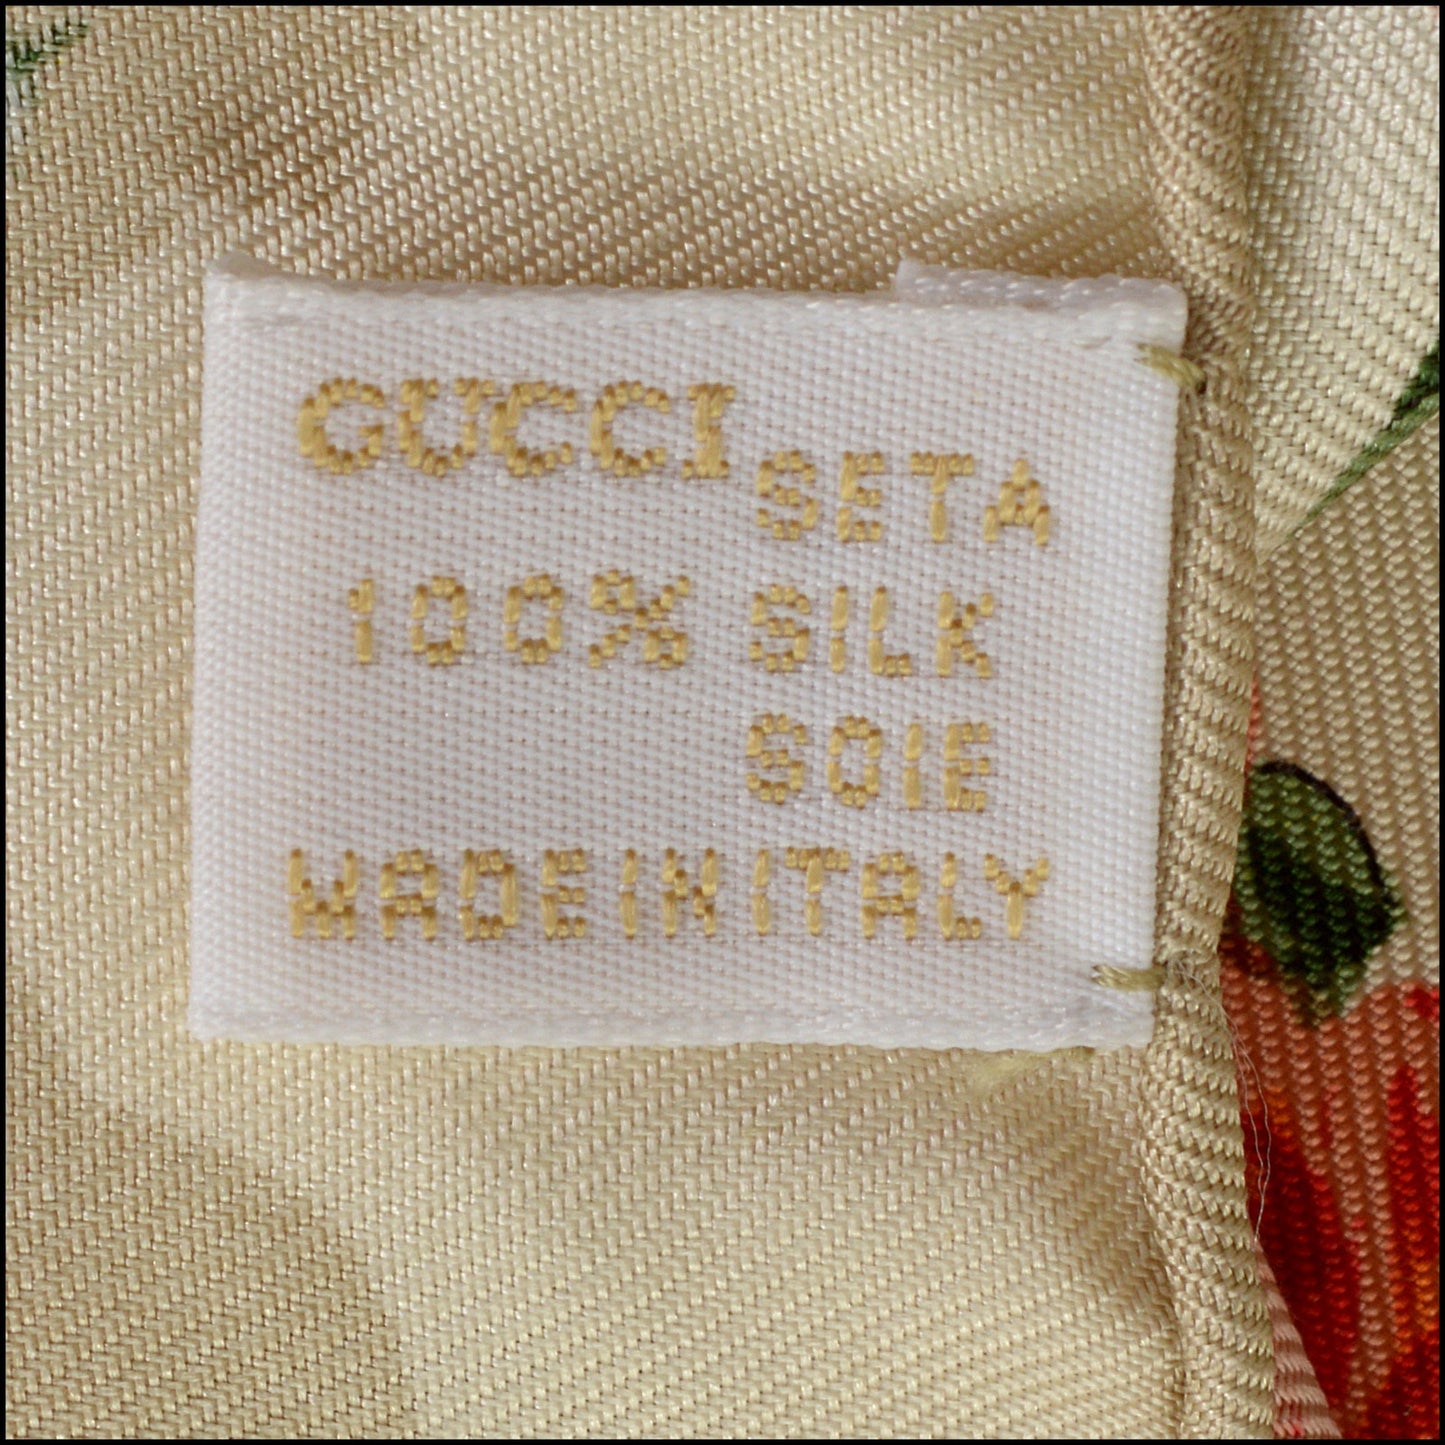 GUCCI SETA
100% SILK
SOIE
MADE IN ITALY